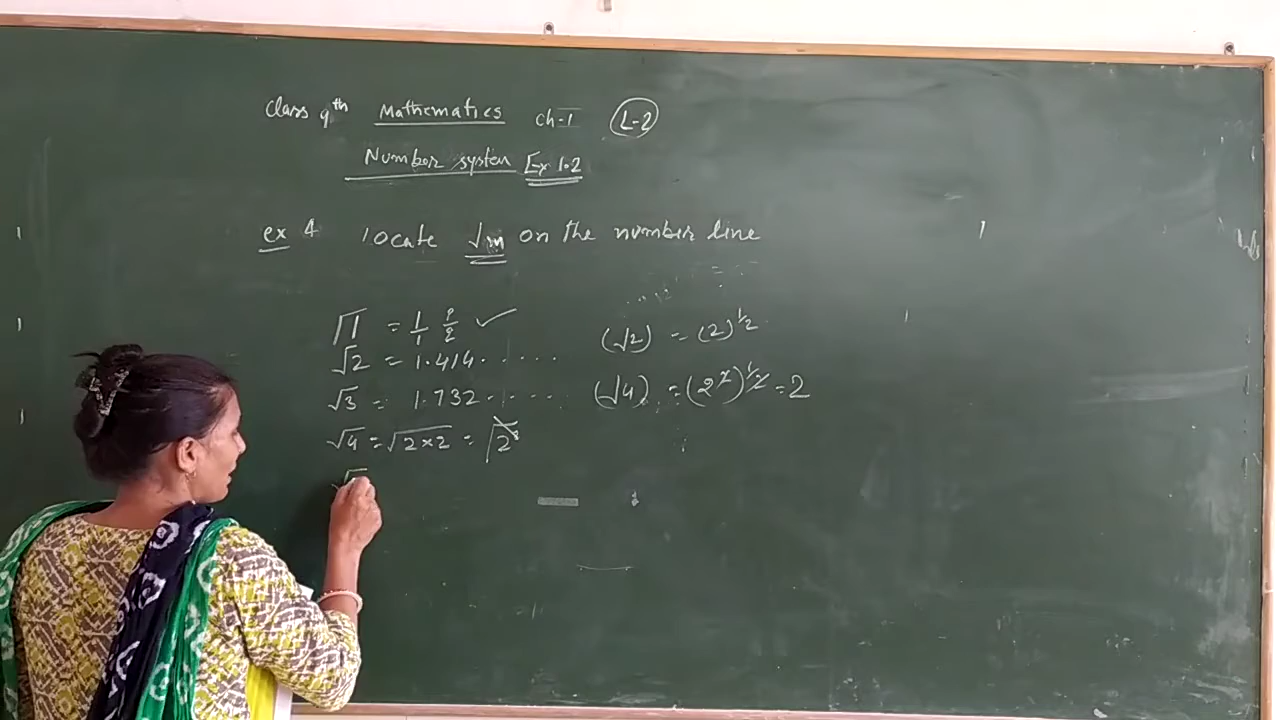 Class 9th Mathematics ch-1 L-2
Number system Ex 1.2
ex 4 locate √m on the number line
√1 = 1/1 p/q ✓
√2 = 1.414......
√3 = 1.732......
√4 = √2×2 = √2²
√
(√2) = (2)^1/2
(√4) = (2^2)^1/2 = 2